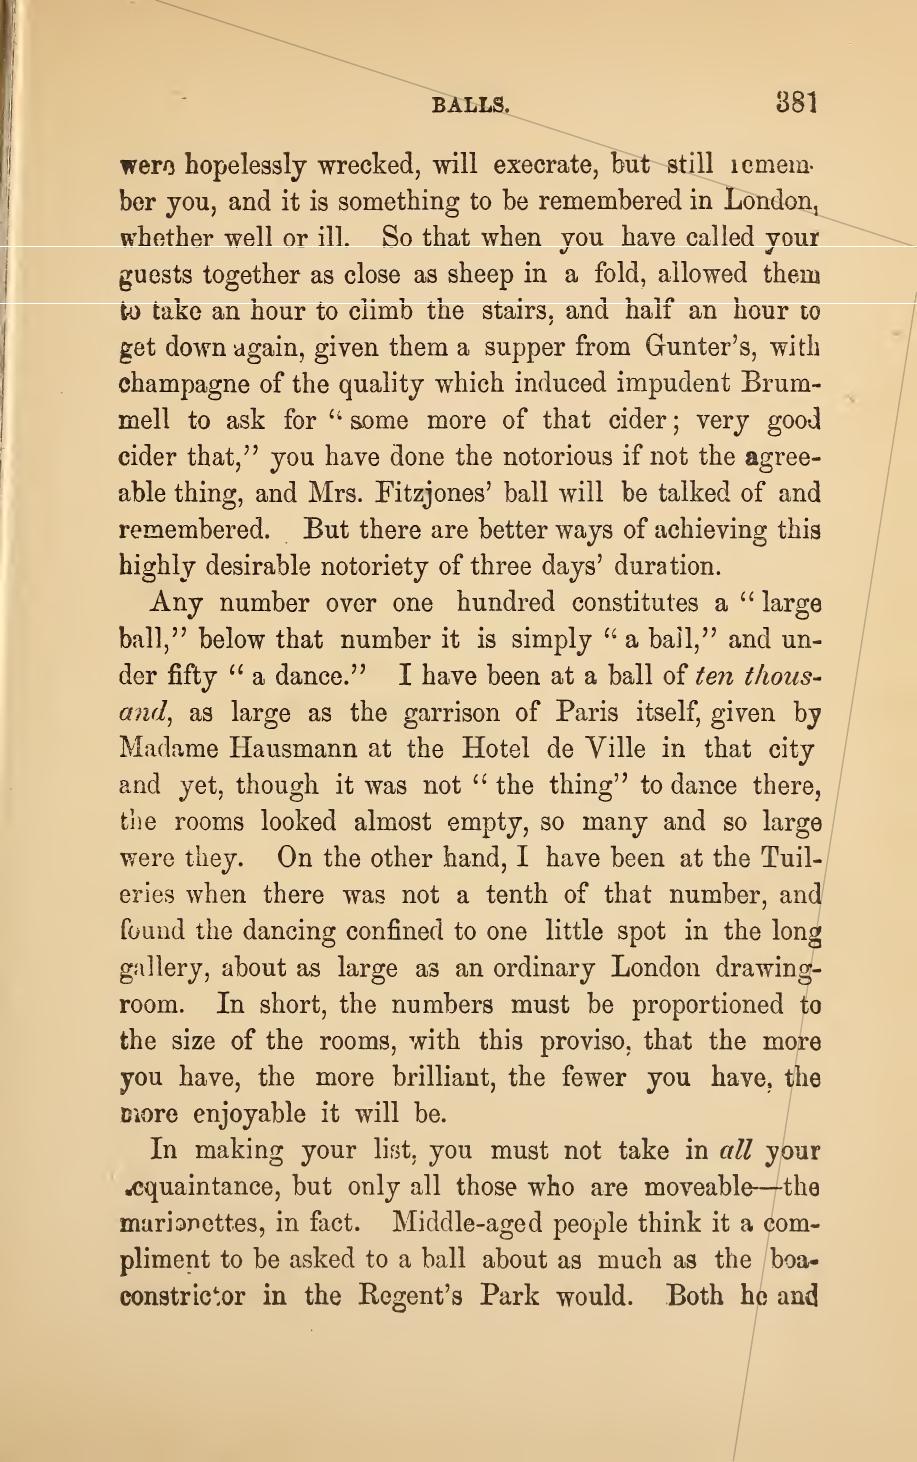 BALLS. 381
were hopelessly wrecked, will execrate, but still remem-
ber you, and it is something to be remembered in London,
whether well or ill. So that when you have called your
guests together as close as sheep in a fold, allowed them
to take an hour to climb the stairs, and half an hour to
get down again, given them a supper from Gunter's, with
champagne of the quality which induced impudent Brum-
mell to ask for "some more of that cider; very good
cider that," you have done the notorious if not the agree-
able thing, and Mrs. Fitzjones' ball will be talked of and
remembered. But there are better ways of achieving this
highly desirable notoriety of three days' duration.
Any number over one hundred constitutes a "large
ball," below that number it is simply "a ball," and un-
der fifty "a dance." I have been at a ball of ten thous-
and, as large as the garrison of Paris itself, given by
Madame Hausmann at the Hotel de Ville in that city
and yet, though it was not "the thing" to dance there,
the rooms looked almost empty, so many and so large
were they. On the other hand, I have been at the Tuil-
eries when there was not a tenth of that number, and
found the dancing confined to one little spot in the long
gallery, about as large as an ordinary London drawing-
room. In short, the numbers must be proportioned to
the size of the rooms, with this proviso, that the more
you have, the more brilliant, the fewer you have, the
more enjoyable it will be.
In making your list, you must not take in all your
acquaintance, but only all those who are moveable—the
marionettes, in fact. Middle-aged people think it a com-
pliment to be asked to a ball about as much as the boa-
constrictor in the Regent's Park would. Both he and